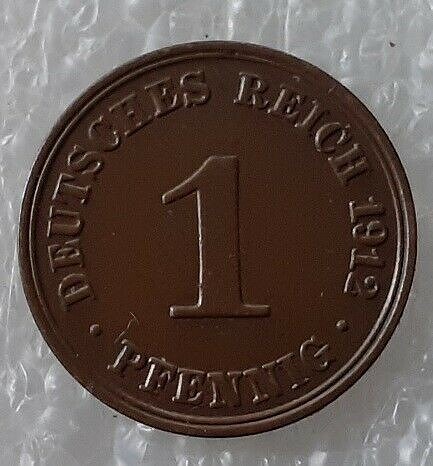 DEUTSCHES REICH 1912
1
· PFENNIG ·